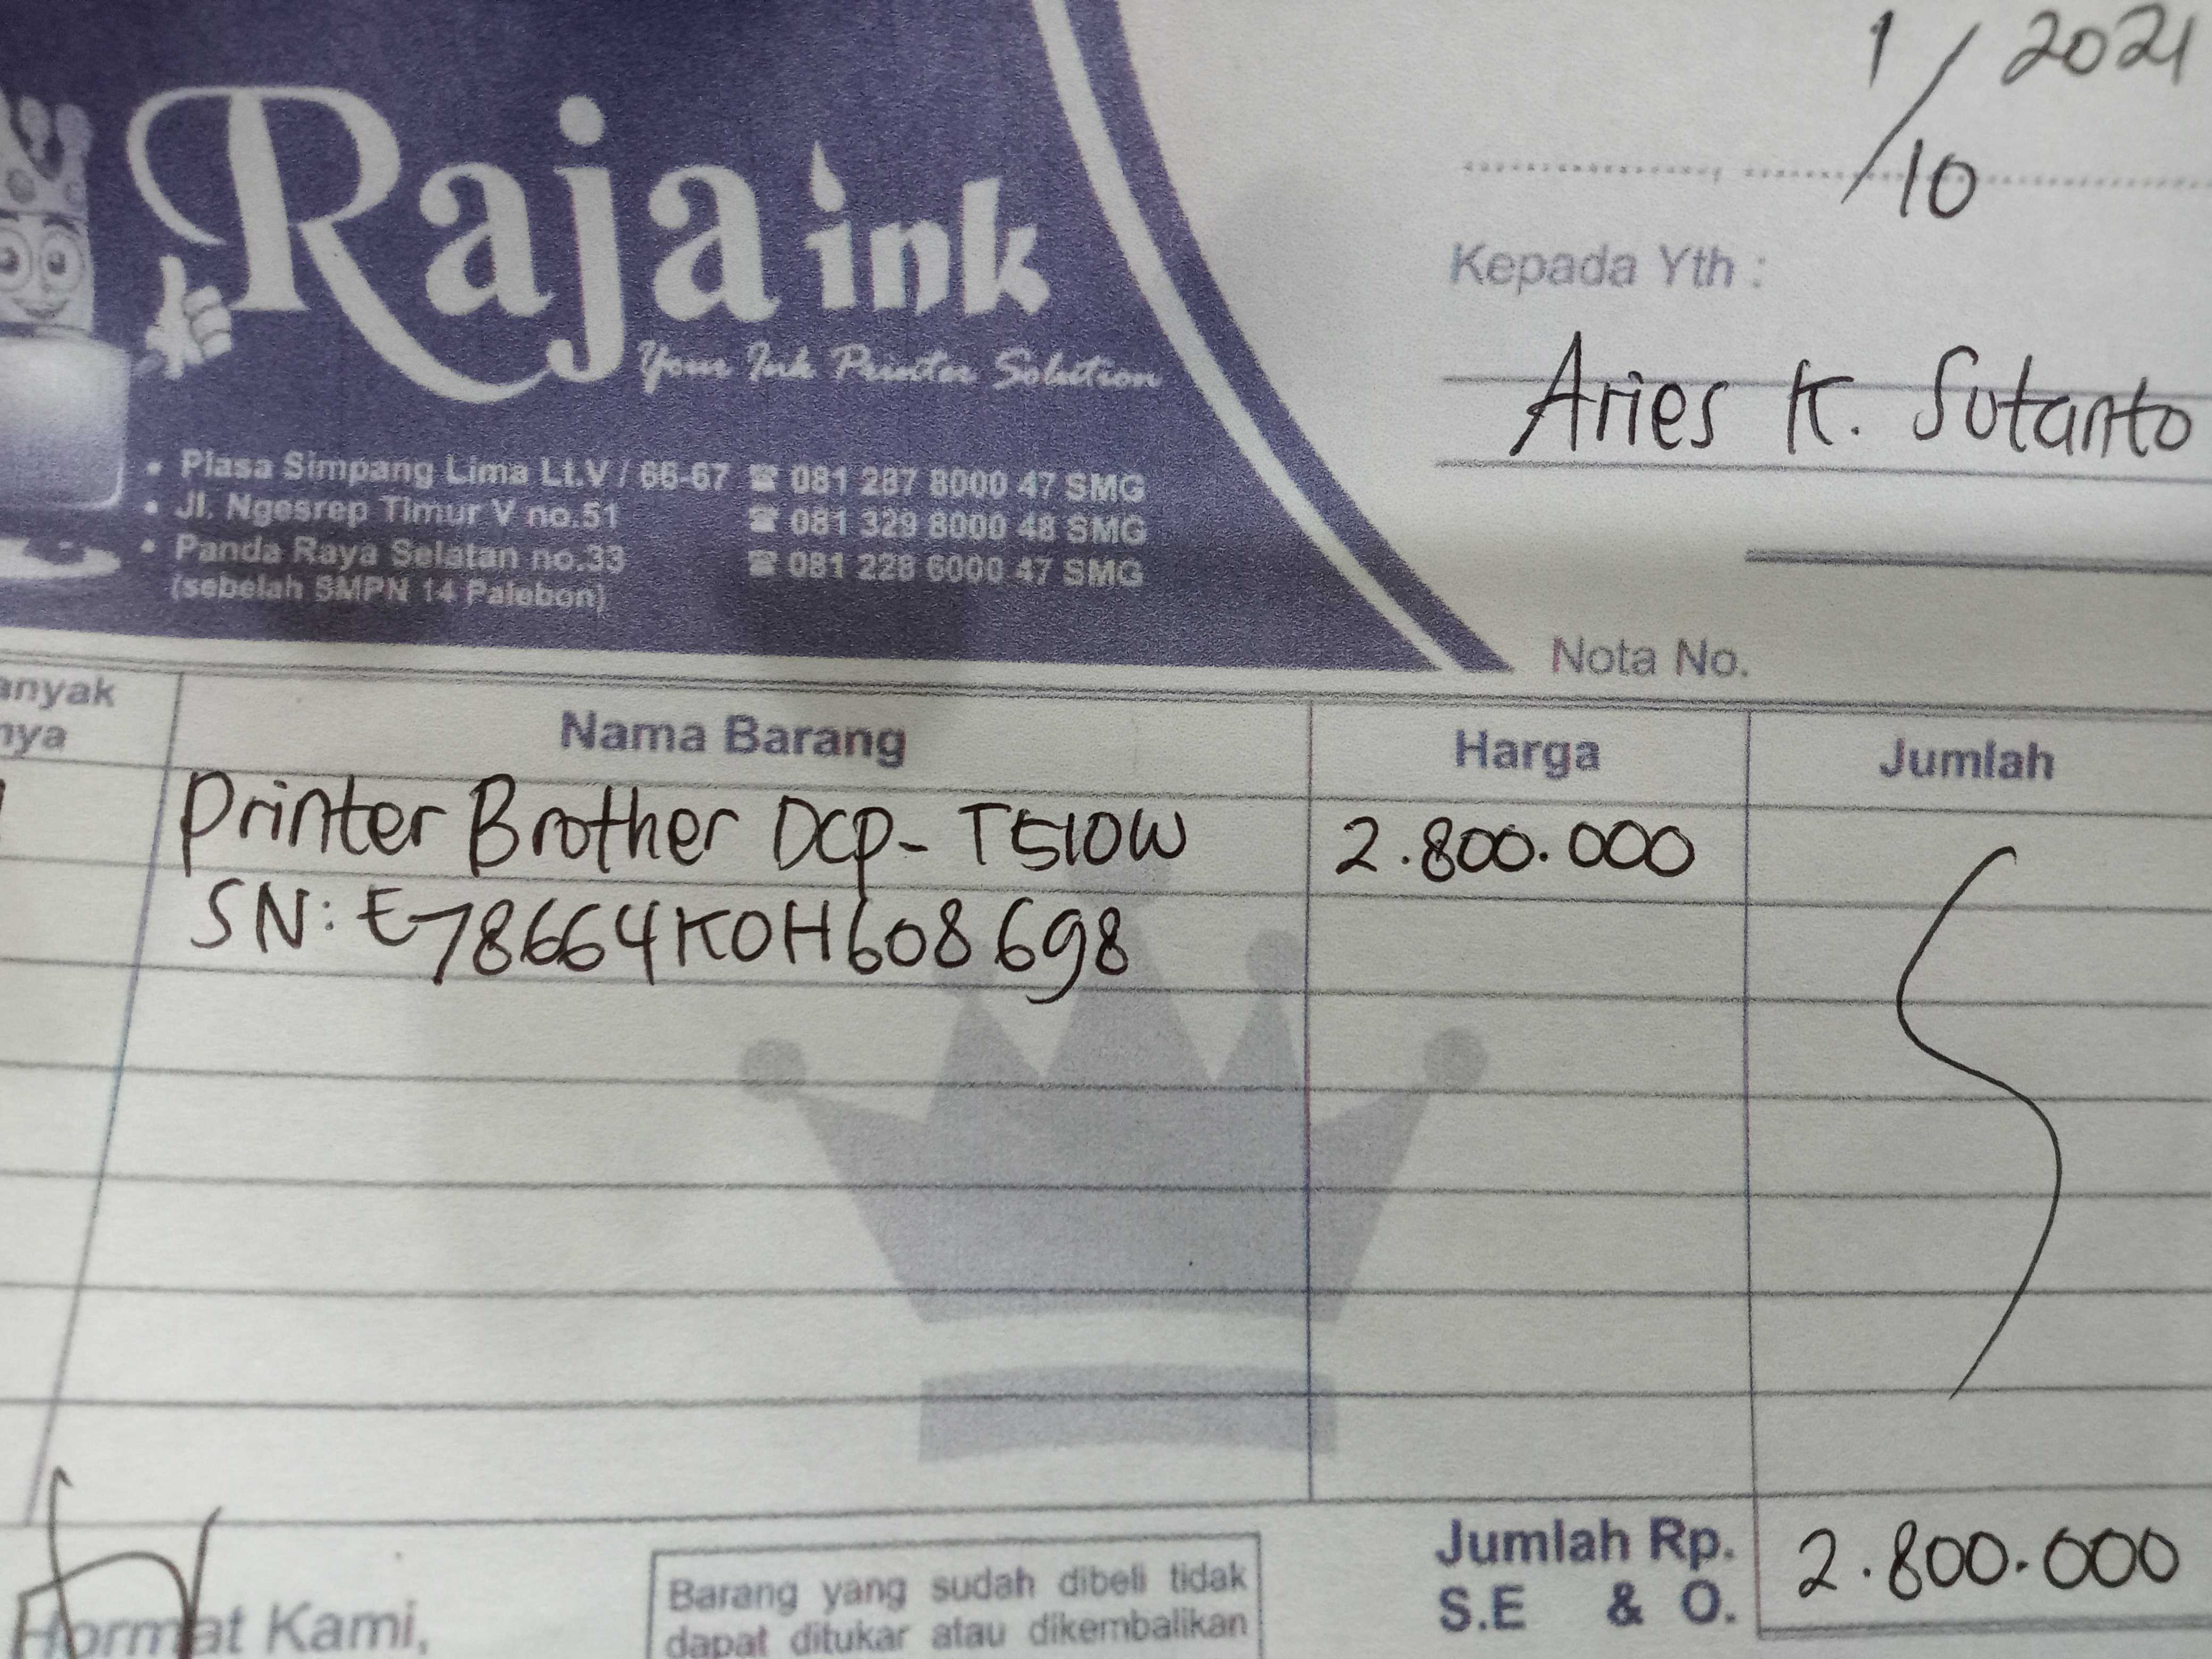 1/10 2021
Raja ink
Your Ink Printer Solution
Kepada Yth :
Aries K. Sutanto
• Plasa Simpang Lima Lt.V / 66-67 ☎ 081 287 8000 47 SMG
• Jl. Ngesrep Timur V no.51 ☎ 081 329 8000 48 SMG
• Panda Raya Selatan no.33 ☎ 081 228 6000 47 SMG
(sebelah SMPN 14 Palebon)
Nota No.
anyak
nya
Nama Barang Harga Jumlah
1 Printer Brother DCP-T510W 2.800.000
SN: E78664K0H608698
Jumlah Rp. 2.800.000
S.E & O.
Hormat Kami,
Barang yang sudah dibeli tidak
dapat ditukar atau dikembalikan